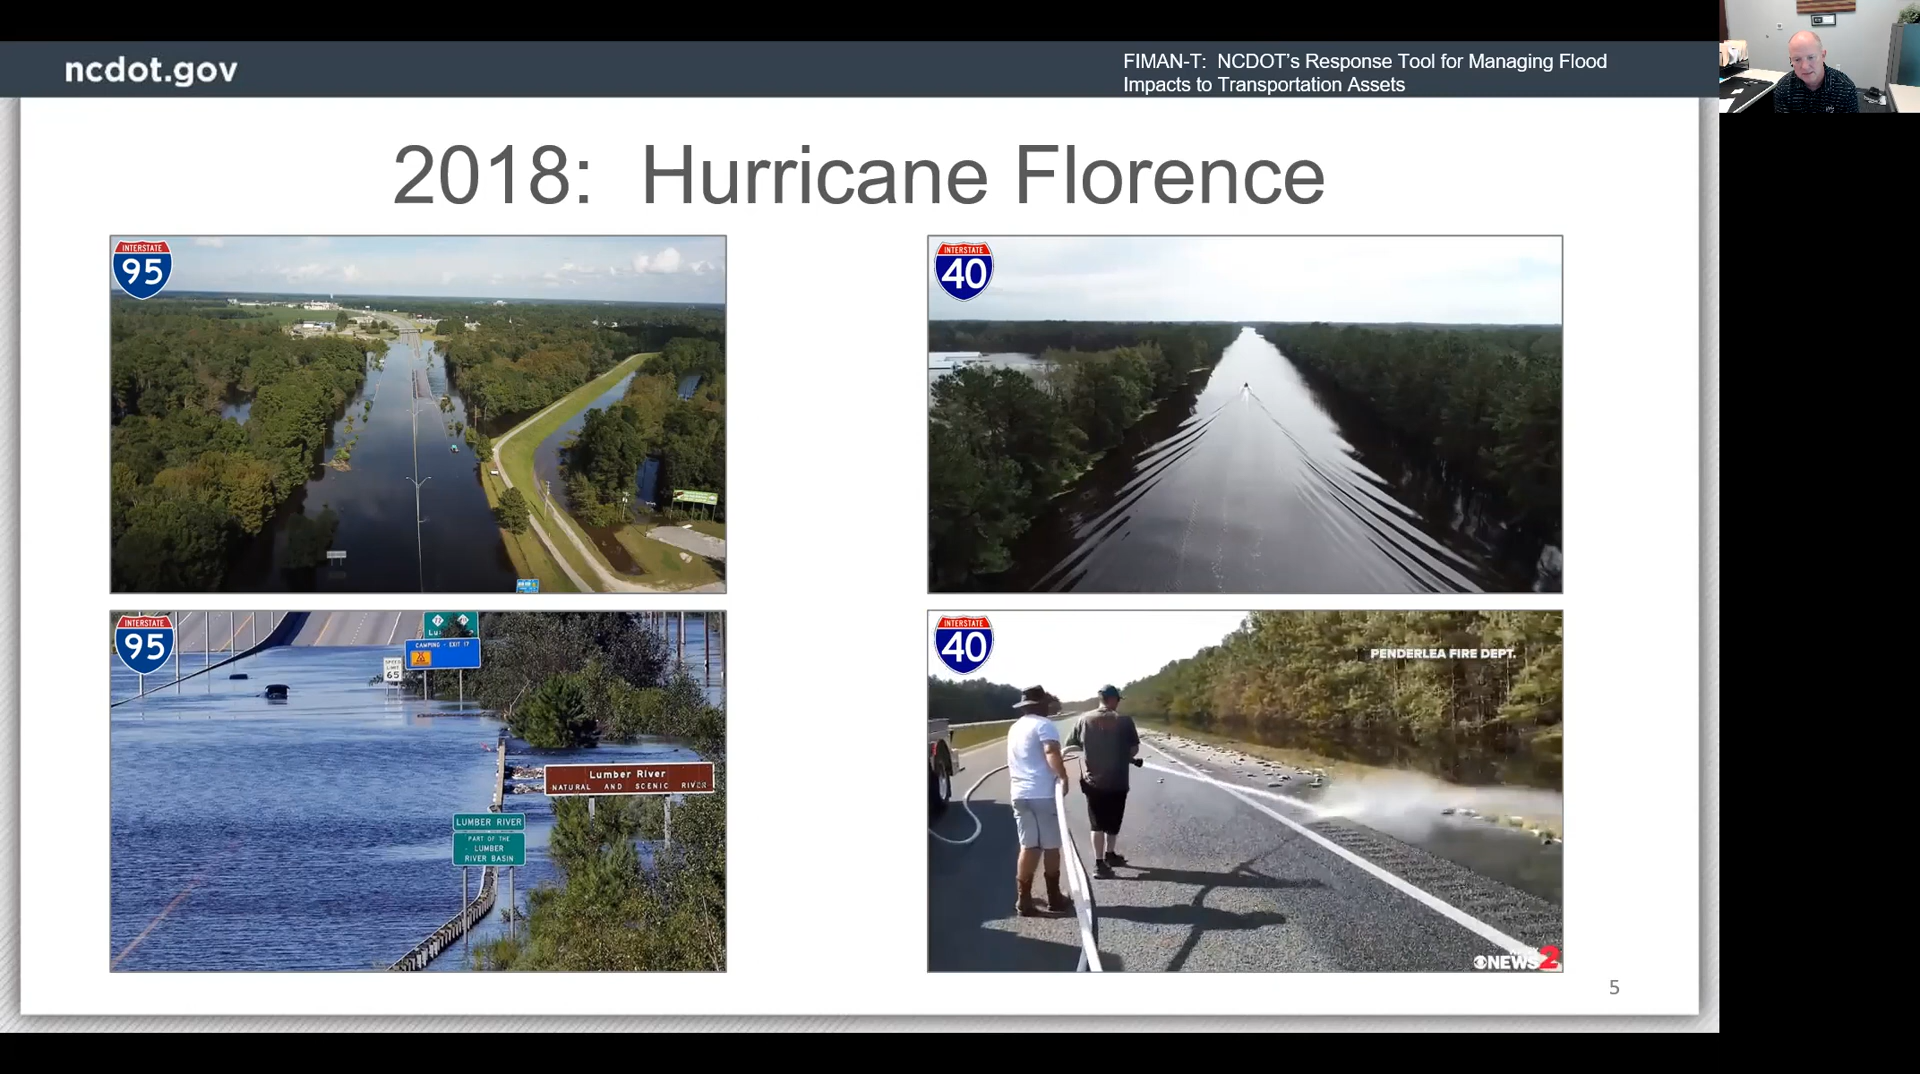 ncdot.gov
FIMAN-T: NCDOT's Response Tool for Managing Flood
Impacts to Transportation Assets
2018: Hurricane Florence
INTERSTATE
95
INTERSTATE
40
INTERSTATE
95
CAMPING - EXIT 17
SPEED
LIMIT
65
Lumber River
NATURAL AND SCENIC RIVER
LUMBER RIVER
PART OF THE
LUMBER
RIVER BASIN
INTERSTATE
40
PENDERLEA FIRE DEPT.
NEWS 2
5